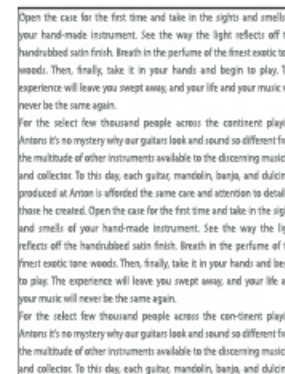 Open the case for the first time and take in the sights and smells
your hand-made instrument. See the way the light reflects off t
handrubbed satin finish. Breath in the perfume of the finest exotic to
woods. Then, finally, take it in your hands and begin to play. T
experience will leave you swept away, and your life and your music w
never be the same again.
For the select few thousand people across the continent playi
Antons it's no mystery why our guitars look and sound so different fr
the multitude of other instruments available to the discerning music
and collector. To this day, each guitar, mandolin, banjo, and dulcin
produced at Anton is afforded the same care and attention to detail
those he created. Open the case for the first time and take in the sig
and smells of your hand-made instrument. See the way the lig
reflects off the handrubbed satin finish. Breath in the perfume of t
finest exotic tone woods. Then, finally, take it in your hands and be
to play. The experience will leave you swept away, and your life a
your music will never be the same again.
For the select few thousand people across the con-tinent playi
Antons it's no mystery why our guitars look and sound so different fr
the multitude of other instruments available to the discerning music
and collector. To this day, each guitar, mandolin, banjo, and dulcin